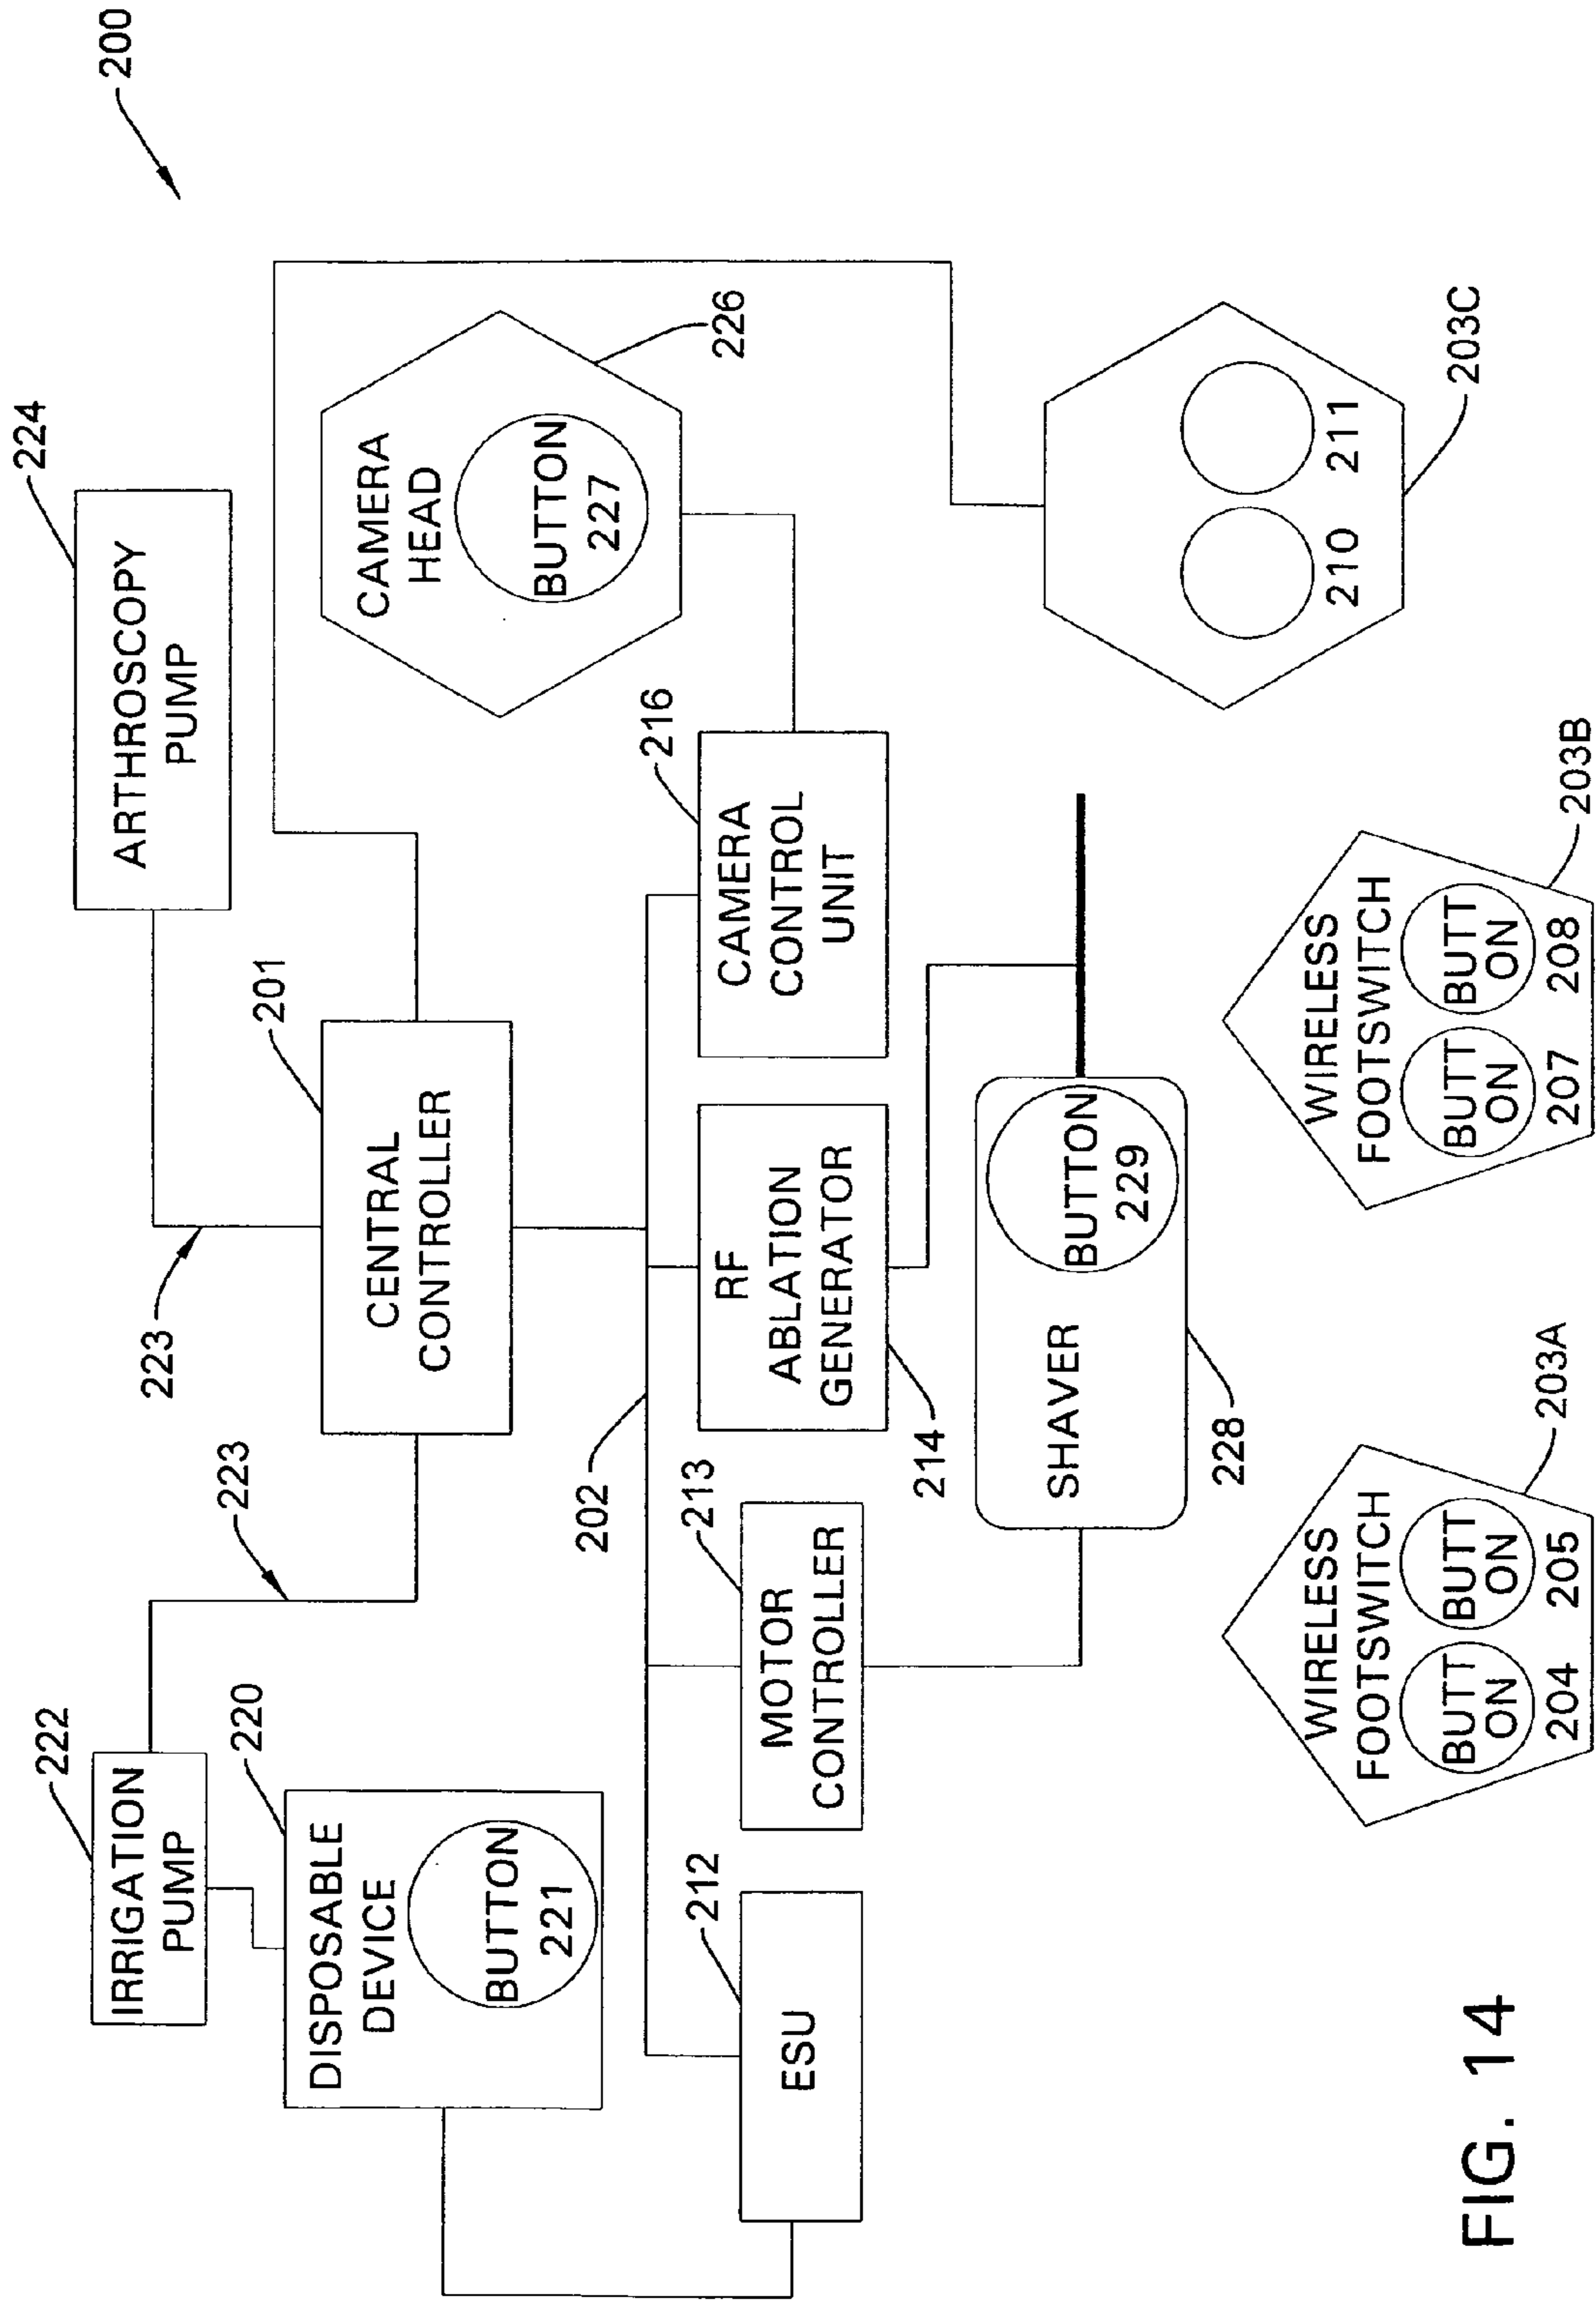 200
224
ARTHROSCOPY
PUMP
222
IRRIGATION
PUMP
223
223
201
CENTRAL
CONTROLLER
220
DISPOSABLE
DEVICE
BUTTON
221
CAMERA
HEAD
BUTTON
227
226
202
212
ESU
213
MOTOR
CONTROLLER
RF
ABLATION
GENERATOR
214
216
CAMERA
CONTROL
UNIT
SHAVER
BUTTON
229
228
WIRELESS
FOOTSWITCH
BUTT
ON
BUTT
ON
204
205
203A
WIRELESS
FOOTSWITCH
BUTT
ON
BUTT
ON
207
208
203B
210
211
203C
FIG. 14